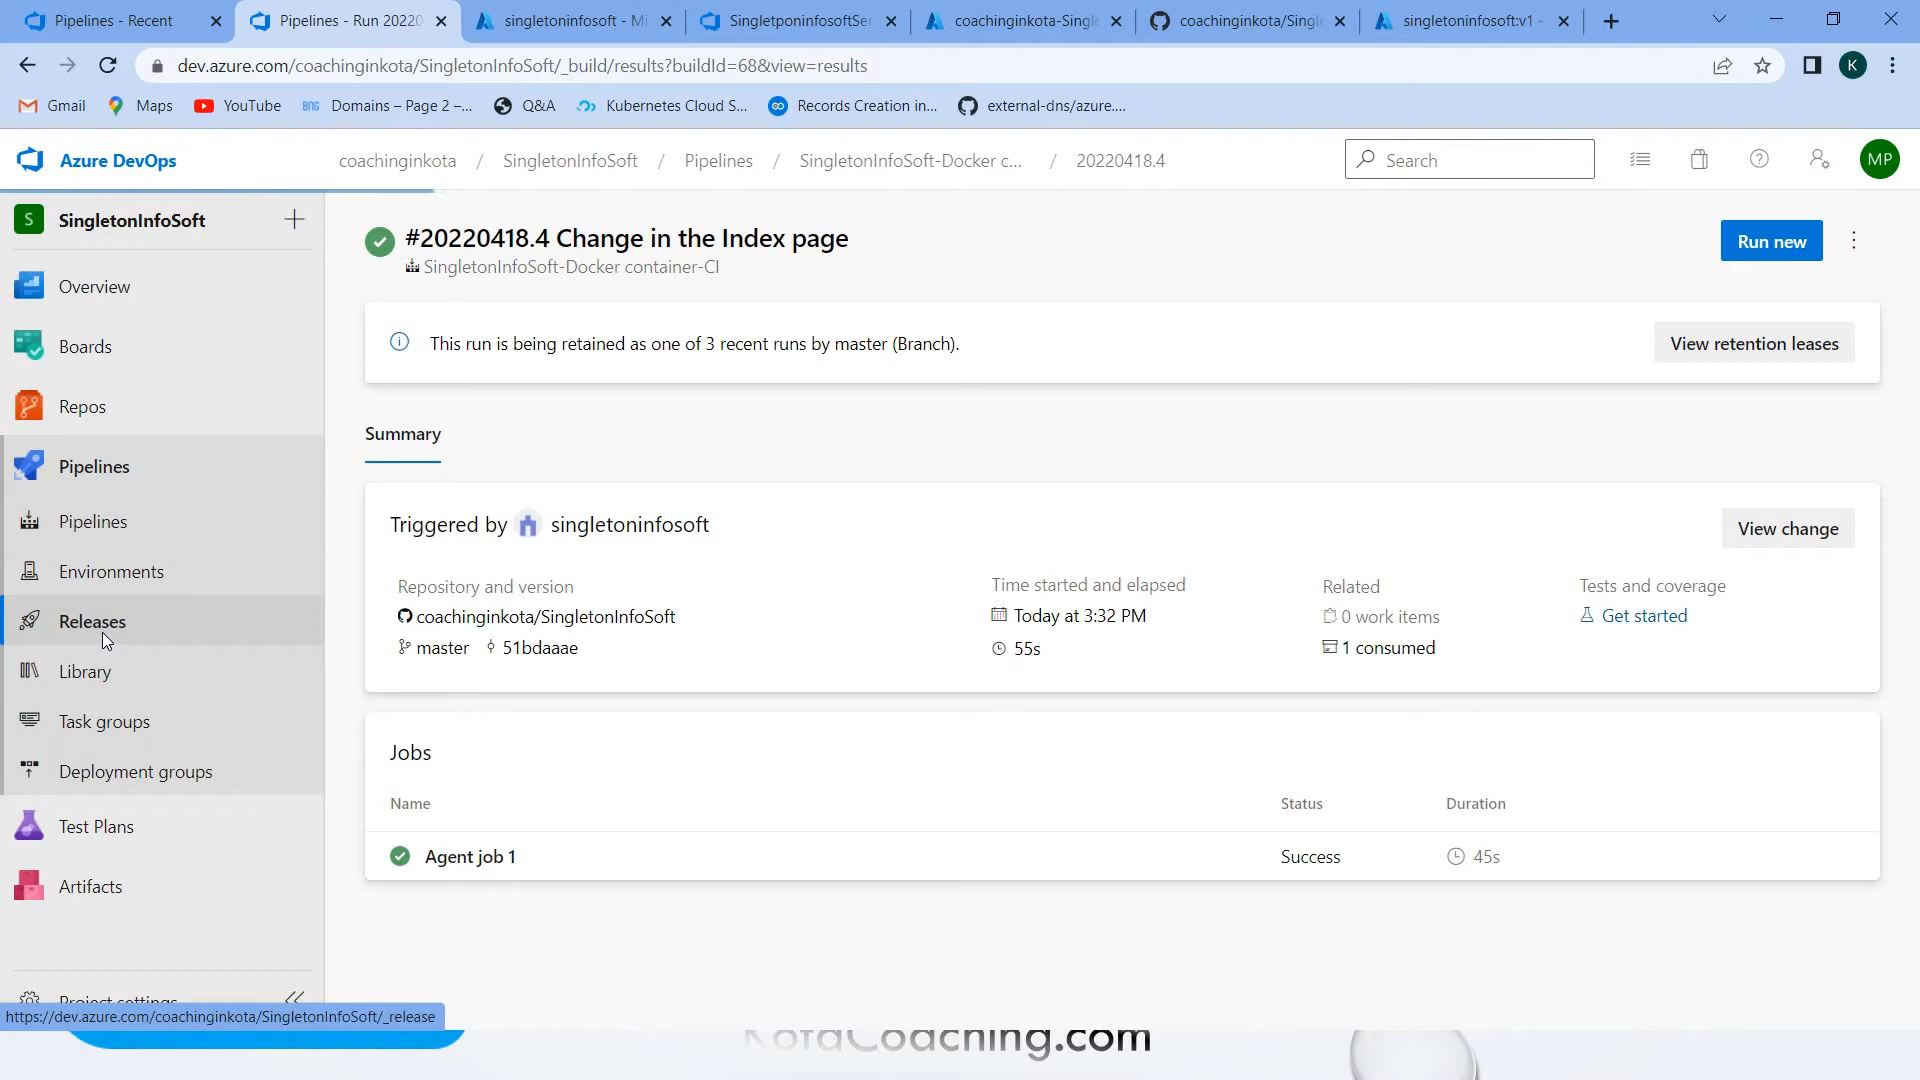 Pipelines - Recent
Pipelines - Run 20220
singletoninfosoft - Mi
SingletponinfosoftSer
coachinginkota-Single
coachinginkota/Singl
singletoninfosoft:v1 -
dev.azure.com/coachinginkota/SingletonInfoSoft/_build/results?buildId=68&view=results
K
Gmail
Maps
YouTube
BNG
Domains – Page 2 –...
Q&A
Kubernetes Cloud S...
Records Creation in...
external-dns/azure....
Azure DevOps
coachinginkota / SingletonInfoSoft / Pipelines / SingletonInfoSoft-Docker c... / 20220418.4
Search
MP
S
SingletonInfoSoft
Overview
Boards
Repos
Pipelines
Pipelines
Environments
Releases
Library
Task groups
Deployment groups
Test Plans
Artifacts
Project settings
https://dev.azure.com/coachinginkota/SingletonInfoSoft/_release
#20220418.4 Change in the Index page
SingletonInfoSoft-Docker container-CI
Run new
This run is being retained as one of 3 recent runs by master (Branch).
View retention leases
Summary
Triggered by singletoninfosoft
View change
Repository and version
coachinginkota/SingletonInfoSoft
master 51bdaaae
Time started and elapsed
Today at 3:32 PM
55s
Related
0 work items
1 consumed
Tests and coverage
Get started
Jobs
Name Status Duration
Agent job 1 Success 45s
KotaCoaching.com